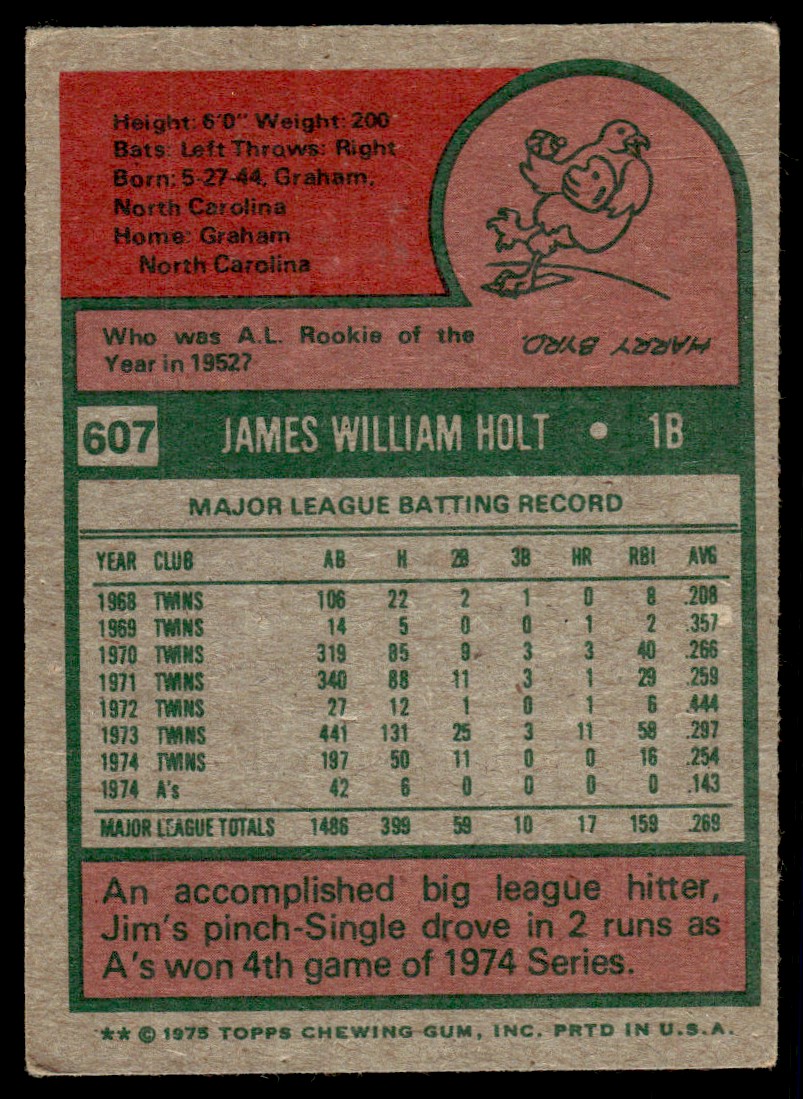 Height: 6'0" Weight: 200
Bats: Left Throws: Right
Born: 5-27-44, Graham,
North Carolina
Home: Graham
North Carolina
Who was A.L. Rookie of the
Year in 1952?
HARRY BYRD.
607 JAMES WILLIAM HOLT • 1B
MAJOR LEAGUE BATTING RECORD
YEAR CLUB AB H 2B 3B HR RBI AVG
1968 TWINS 106 22 2 1 0 8 .208
1969 TWINS 14 5 0 0 1 2 .357
1970 TWINS 319 85 9 3 3 40 .266
1971 TWINS 340 88 11 3 1 29 .259
1972 TWINS 27 12 1 0 1 6 .444
1973 TWINS 441 131 25 3 11 58 .297
1974 TWINS 197 50 11 0 0 16 .254
1974 A's 42 6 0 0 0 0 .143
MAJOR LEAGUE TOTALS 1486 399 59 10 17 159 .269
An accomplished big league hitter,
Jim's pinch-Single drove in 2 runs as
A's won 4th game of 1974 Series.
** © 1975 TOPPS CHEWING GUM, INC. PRTD IN U.S.A.